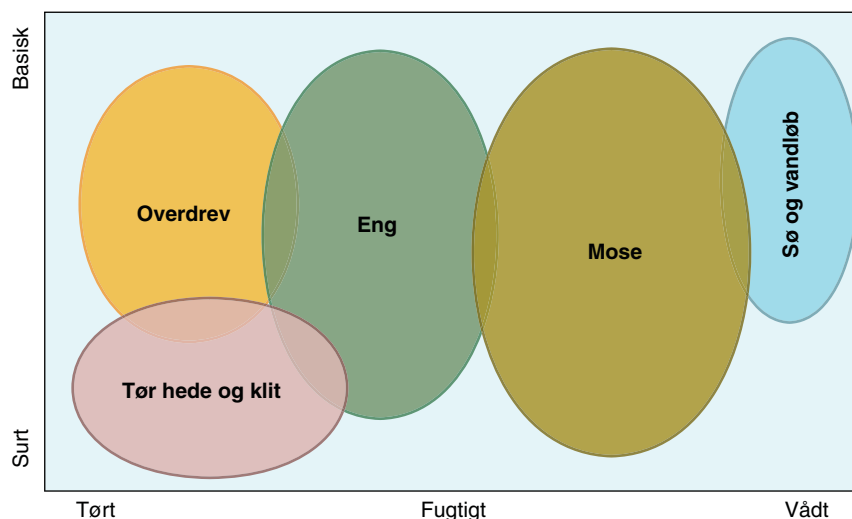 Basisk
Surt
Overdrev
Eng
Mose
Sø og vandløb
Tør hede og klit
Tørt
Fugtigt
Vådt